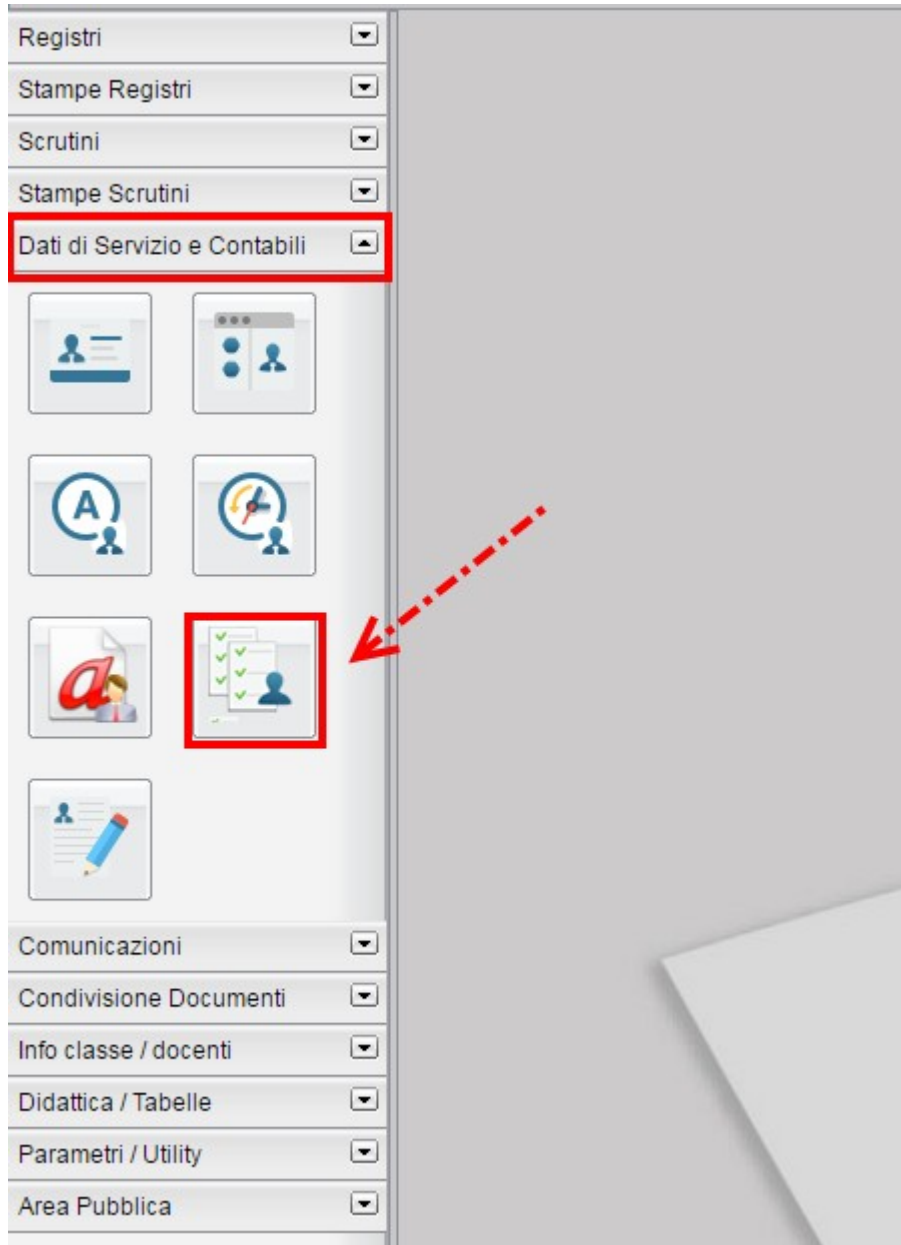 Registri
Stampe Registri
Scrutini
Stampe Scrutini
Dati di Servizio e Contabili
A
a
Comunicazioni
Condivisione Documenti
Info classe / docenti
Didattica / Tabelle
Parametri / Utility
Area Pubblica